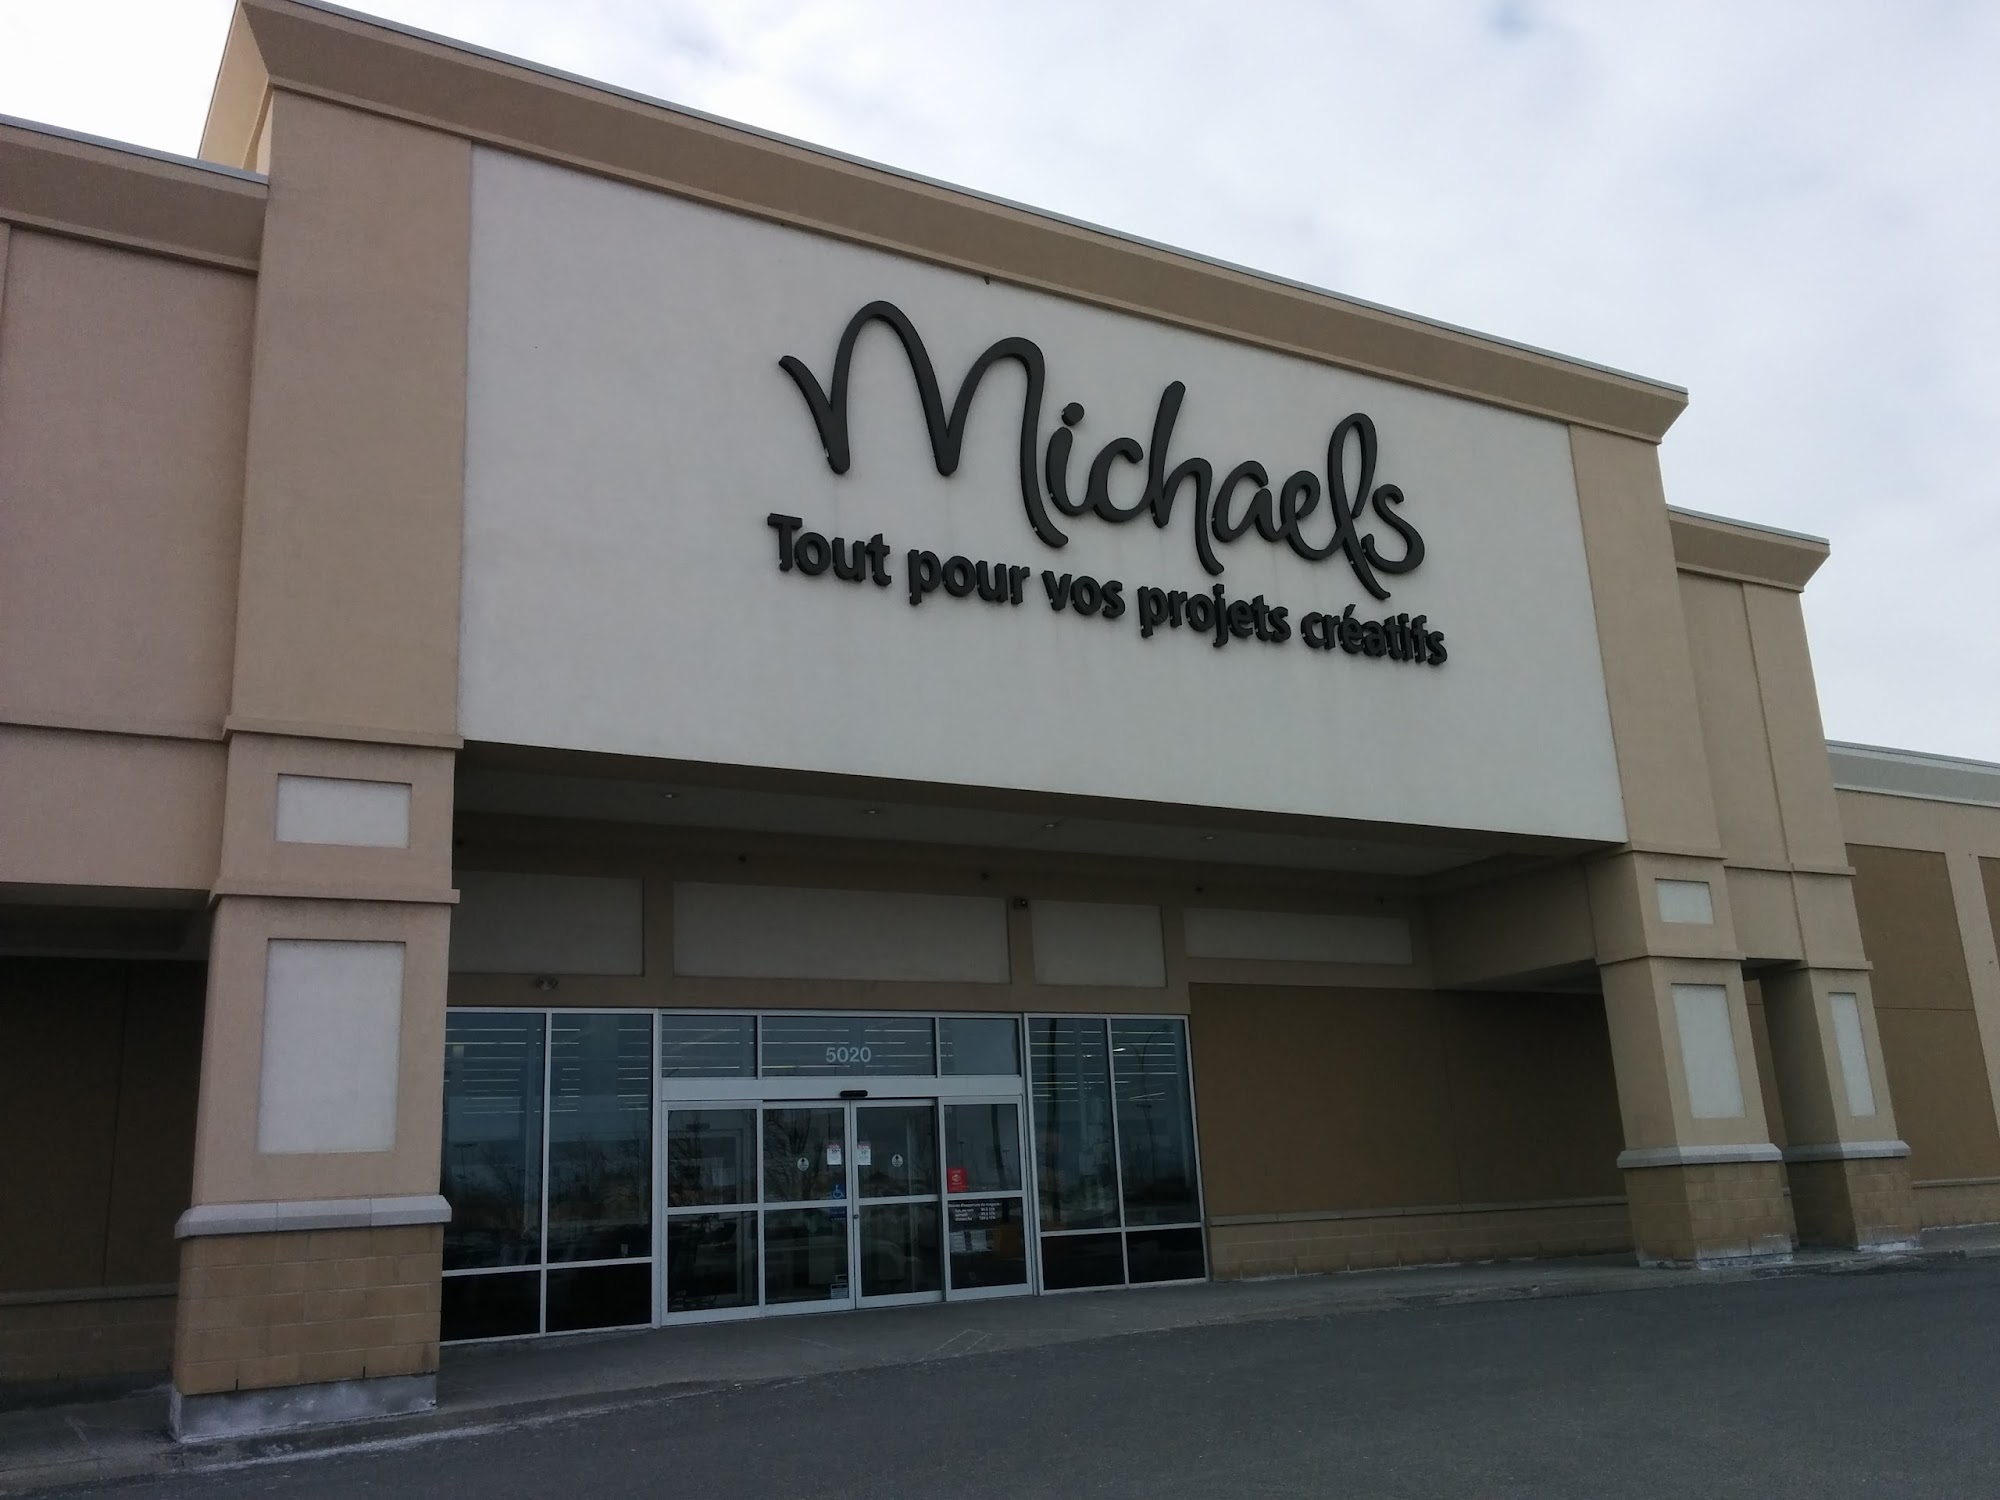 Michaels
Tout pour vos projets créatifs
5020